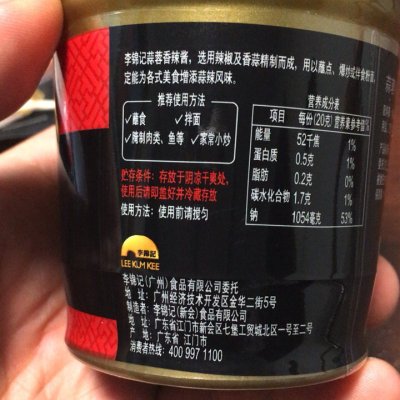 李锦记蒜蓉香辣酱，选用辣椒及香蒜精制而成，用以蘸点、爆炒或拌食粉面，
定能为各式美食增添蒜辣风味。
推荐使用方法
✓蘸食 ✓拌面
✓腌制肉类、鱼等 ✓家常小炒
贮存条件：存放于阴凉干爽处，
使用后请即盖好并冷藏存放
使用方法：使用前请搅匀
营养成分表
项目 每份(20克) 营养素参考值%
能量 52千焦 1%
蛋白质 0.5克 1%
脂肪 0.2克 0%
碳水化合物 1.7克 1%
钠 1054毫克 53%
李錦記
LEE KUM KEE
李锦记(广州)食品有限公司委托
地址：广州经济技术开发区金华二街5号
制造者：李锦记(新会)食品有限公司
地址：广东省江门市新会区七堡工贸城北区一号至二号
产地：广东省 江门市
消费者热线：400 997 1100